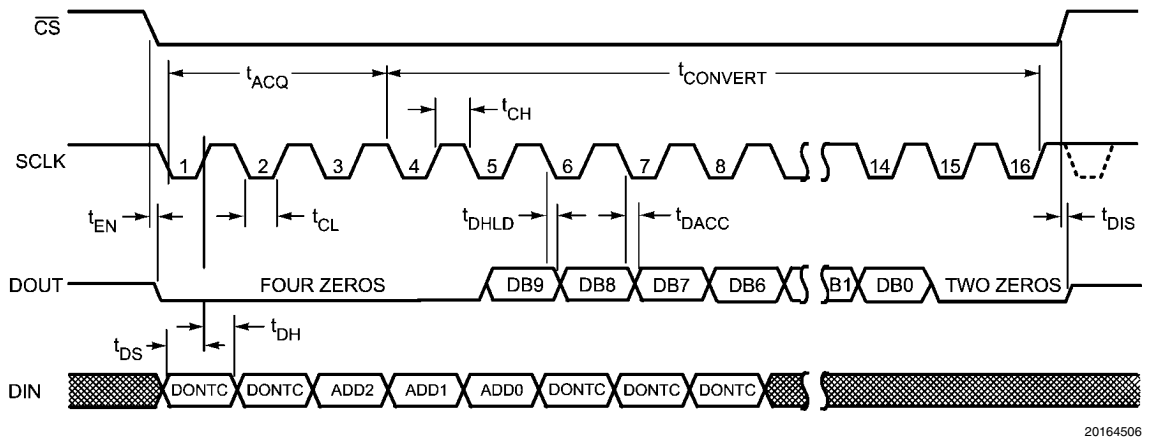 CS
tACQ
tCONVERT
tCH
SCLK
1 2 3 4 5 6 7 8 14 15 16
tEN
tCL
tDHLD
tDACC
tDIS
DOUT
FOUR ZEROS DB9 DB8 DB7 DB6 B1 DB0 TWO ZEROS
tDS
tDH
DIN
DONTC DONTC ADD2 ADD1 ADD0 DONTC DONTC DONTC
20164506